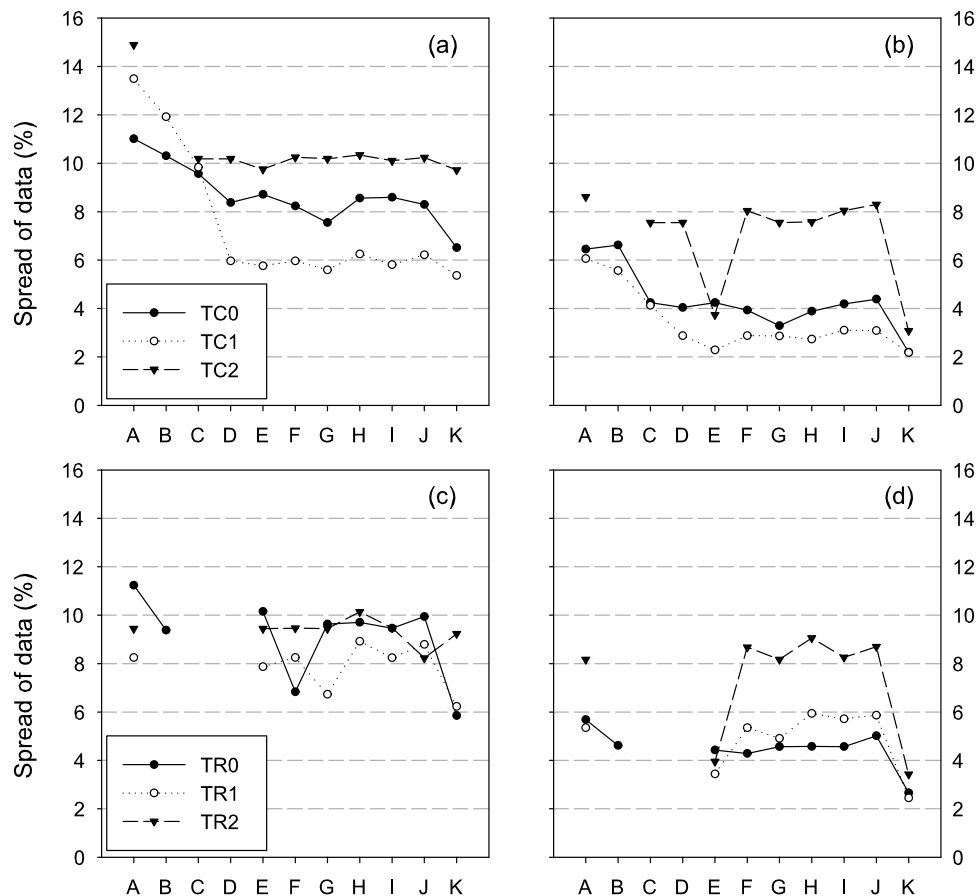 16 (a) (b) 16
14 14
12 12
10 10
8 8
6 6
4 4
2 2
0 0
Spread of data (%)
TC0
TC1
TC2
A B C D E F G H I J K A B C D E F G H I J K
16 (c) (d) 16
14 14
12 12
10 10
8 8
6 6
4 4
2 2
0 0
Spread of data (%)
TR0
TR1
TR2
A B C D E F G H I J K A B C D E F G H I J K